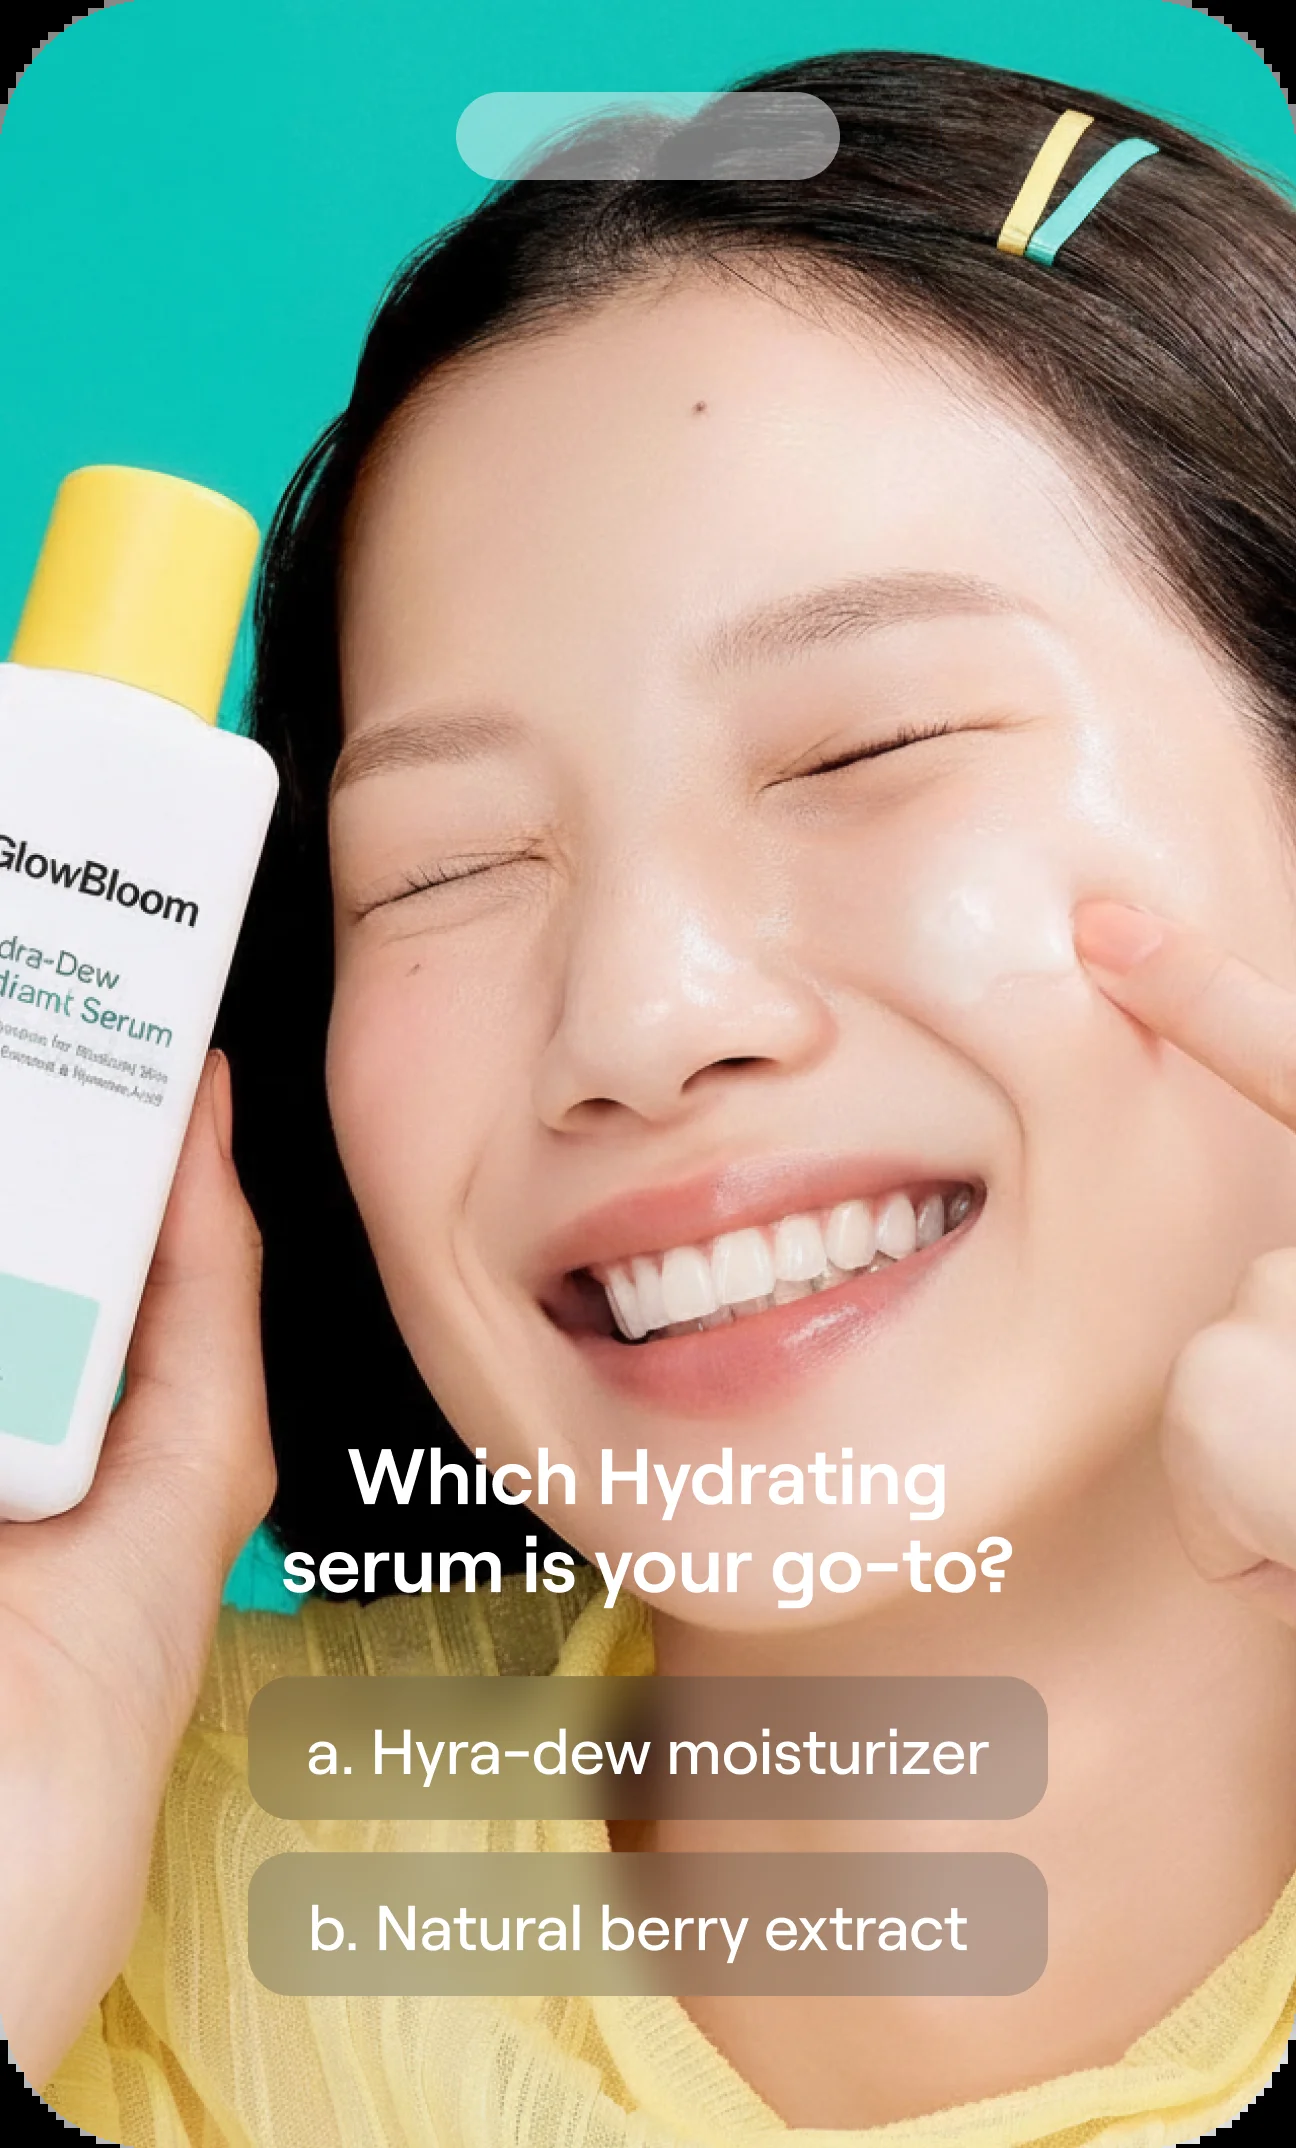 GlowBloom
dra-Dew
diamt Serum
Which Hydrating
serum is your go-to?
a. Hyra-dew moisturizer
b. Natural berry extract